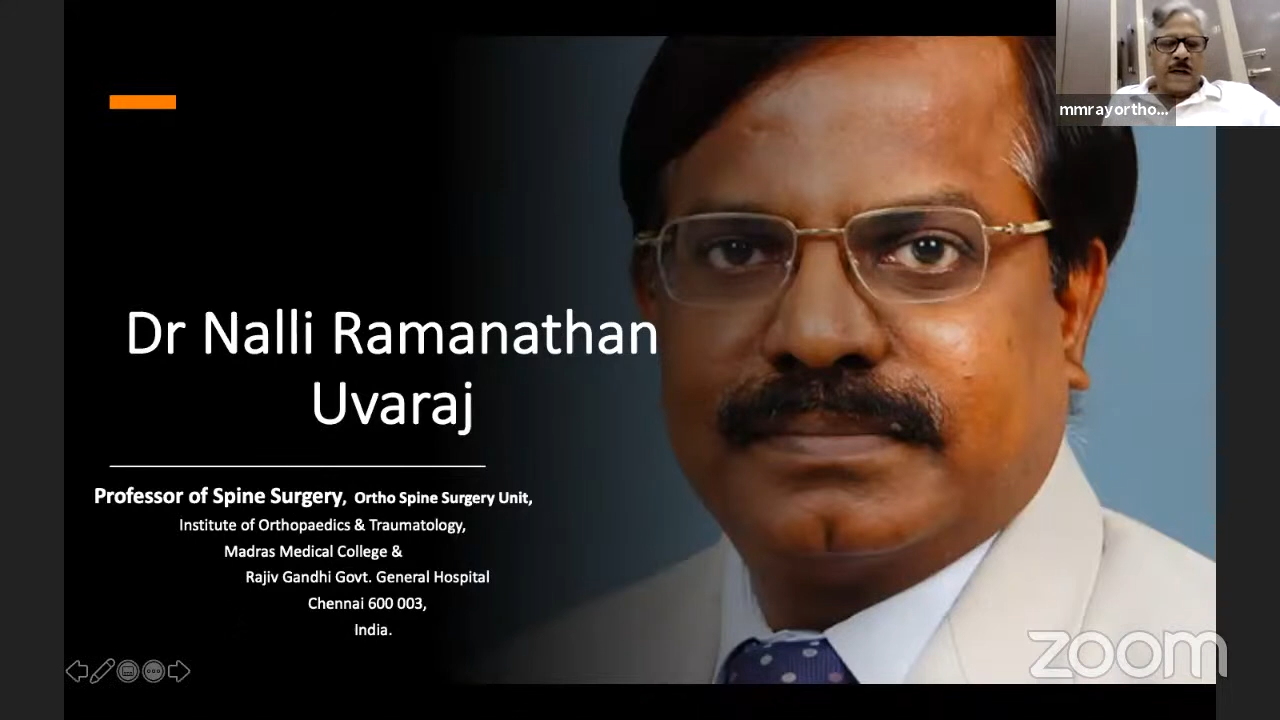 mmrayortho...
Dr Nalli Ramanathan
Uvaraj
Professor of Spine Surgery, Ortho Spine Surgery Unit,
Institute of Orthopaedics & Traumatology,
Madras Medical College &
Rajiv Gandhi Govt. General Hospital
Chennai 600 003,
India.
zoom